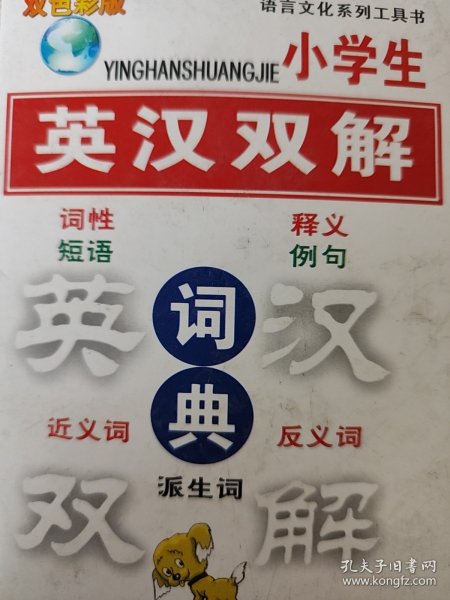 双色彩版
语言文化系列工具书
YINGHANSHUANGJIE
小学生
英汉双解
词性
释义
短语
例句
英
汉
词
典
近义词
反义词
派生词
双
解
孔夫子旧书网
www.kongfz.com